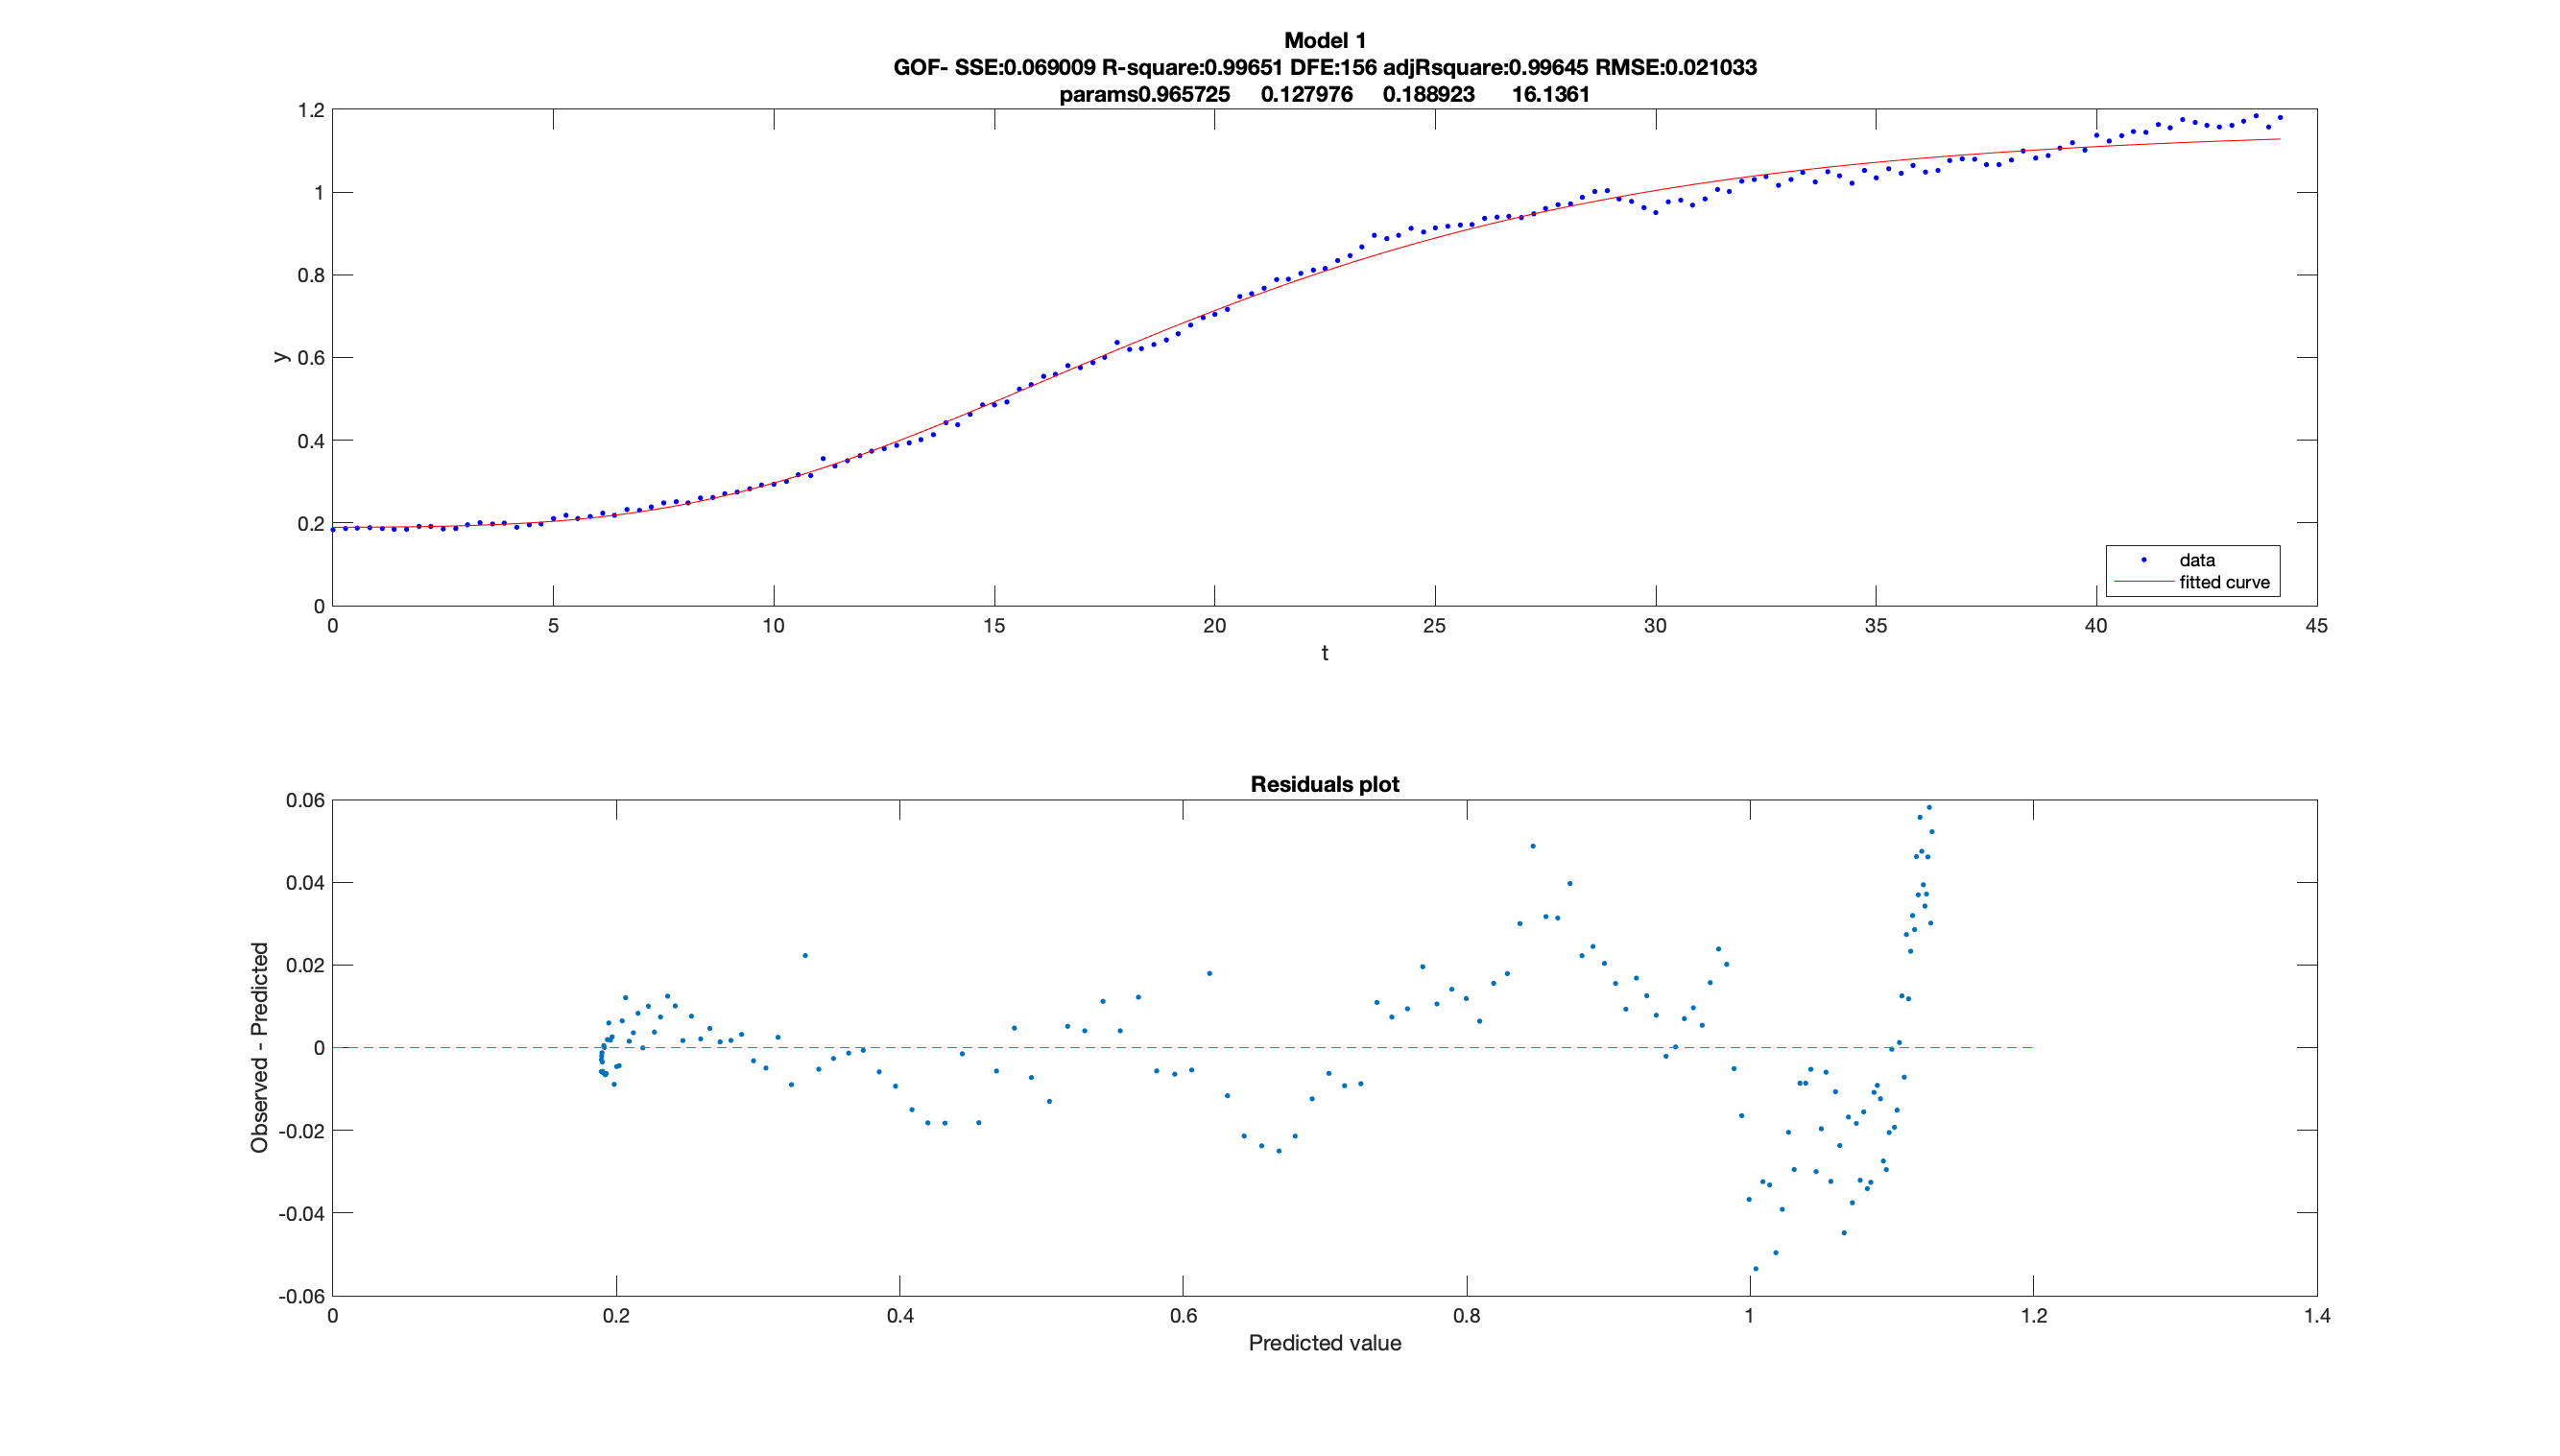 Model 1
GOF- SSE:0.069009 R-square:0.99651 DFE:156 adjRsquare:0.99645 RMSE:0.021033
params0.965725 0.127976 0.188923 16.1361
1.2
1
0.8
0.6
0.4
0.2
0
y
0 5 10 15 20 25 30 35 40 45
t
data
fitted curve
Residuals plot
0.06
0.04
0.02
0
-0.02
-0.04
-0.06
Observed - Predicted
0 0.2 0.4 0.6 0.8 1 1.2 1.4
Predicted value